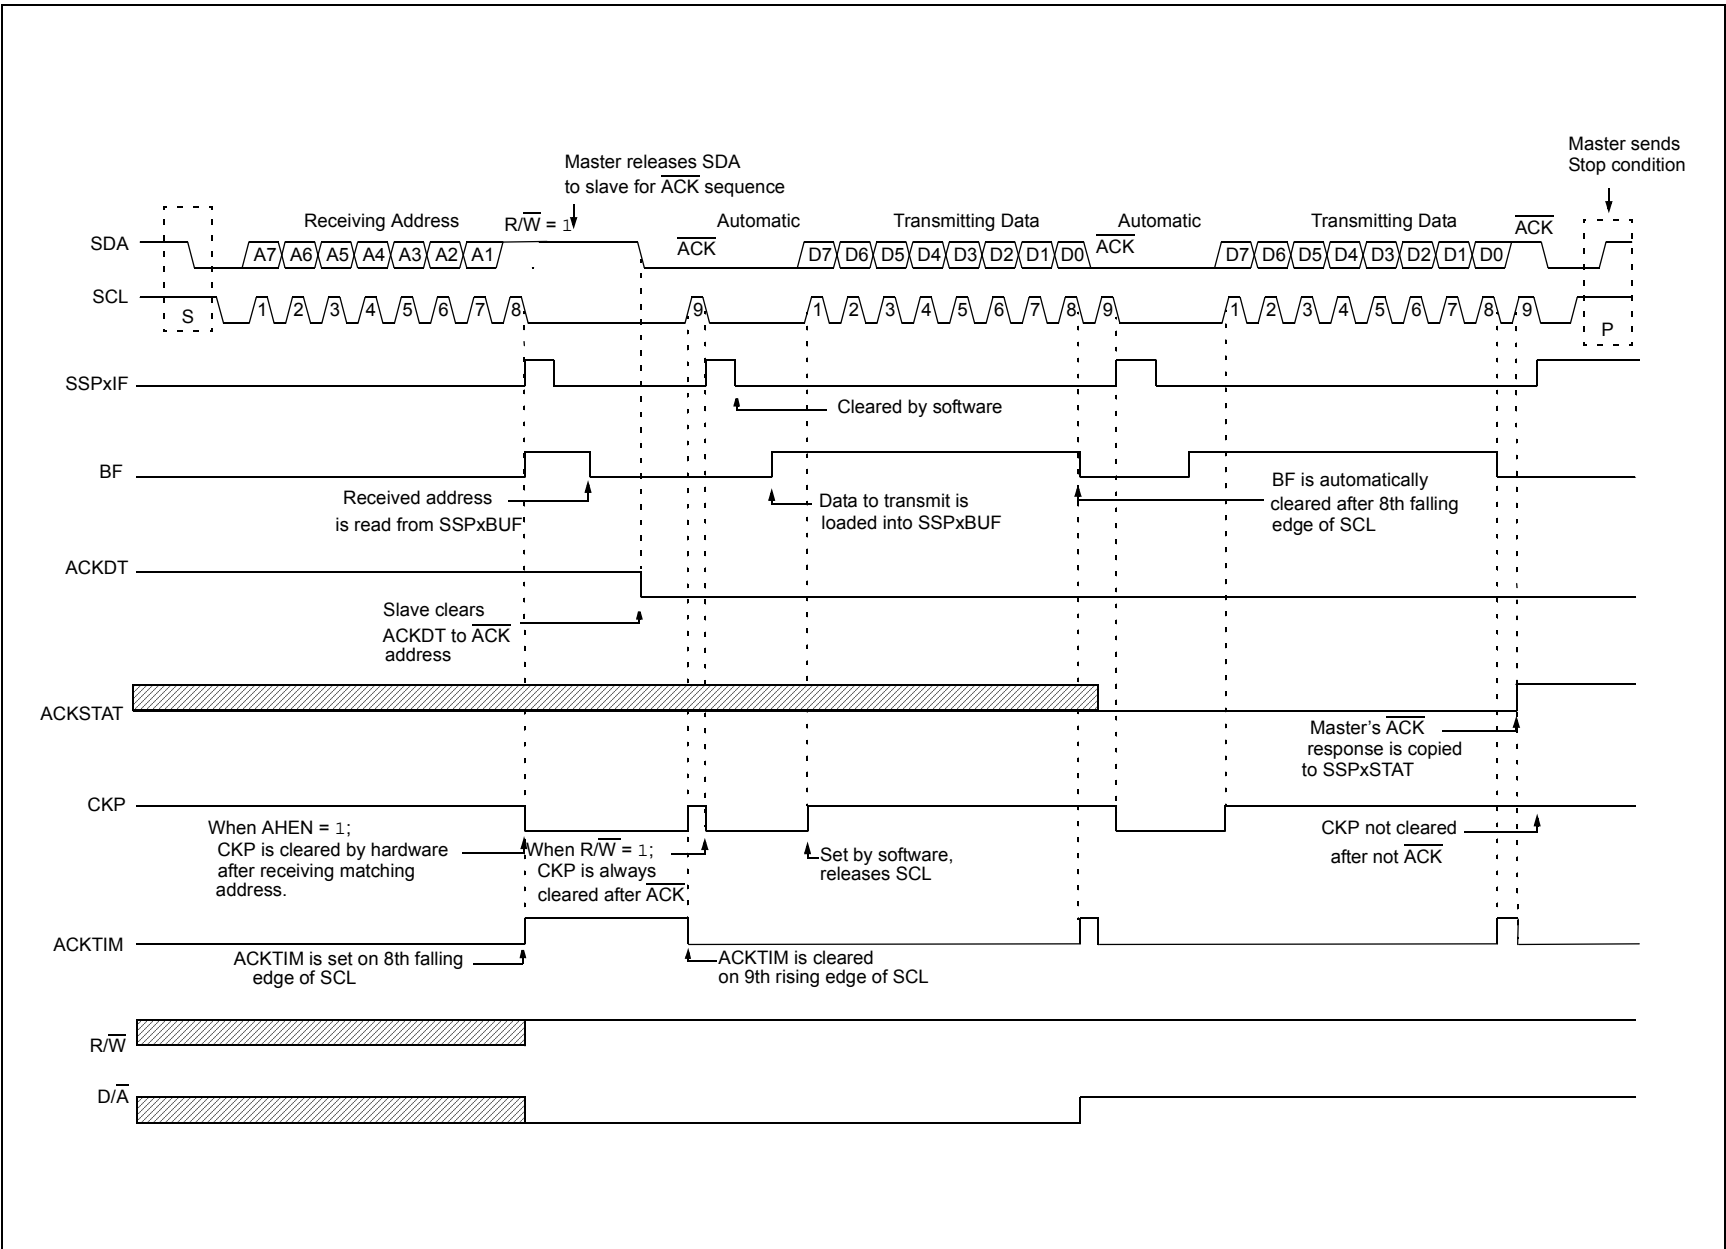 Master sends
Stop condition
Master releases SDA
to slave for A̅C̅K̅ sequence
Receiving Address
R/W̅ = 1
Automatic
Transmitting Data
Automatic
Transmitting Data
A̅C̅K̅
SDA
A7 A6 A5 A4 A3 A2 A1
A̅C̅K̅
D7 D6 D5 D4 D3 D2 D1 D0
A̅C̅K̅
D7 D6 D5 D4 D3 D2 D1 D0
SCL
S
1 2 3 4 5 6 7 8
9
1 2 3 4 5 6 7 8 9
1 2 3 4 5 6 7 8 9
P
SSPxIF
Cleared by software
BF
Received address
is read from SSPxBUF
Data to transmit is
loaded into SSPxBUF
BF is automatically
cleared after 8th falling
edge of SCL
ACKDT
Slave clears
ACKDT to A̅C̅K̅
address
ACKSTAT
Master's A̅C̅K̅
response is copied
to SSPxSTAT
CKP
When AHEN = 1;
CKP is cleared by hardware
after receiving matching
address.
When R/W̅ = 1;
CKP is always
cleared after A̅C̅K̅
Set by software,
releases SCL
CKP not cleared
after not A̅C̅K̅
ACKTIM
ACKTIM is set on 8th falling
edge of SCL
ACKTIM is cleared
on 9th rising edge of SCL
R/W̅
D/A̅